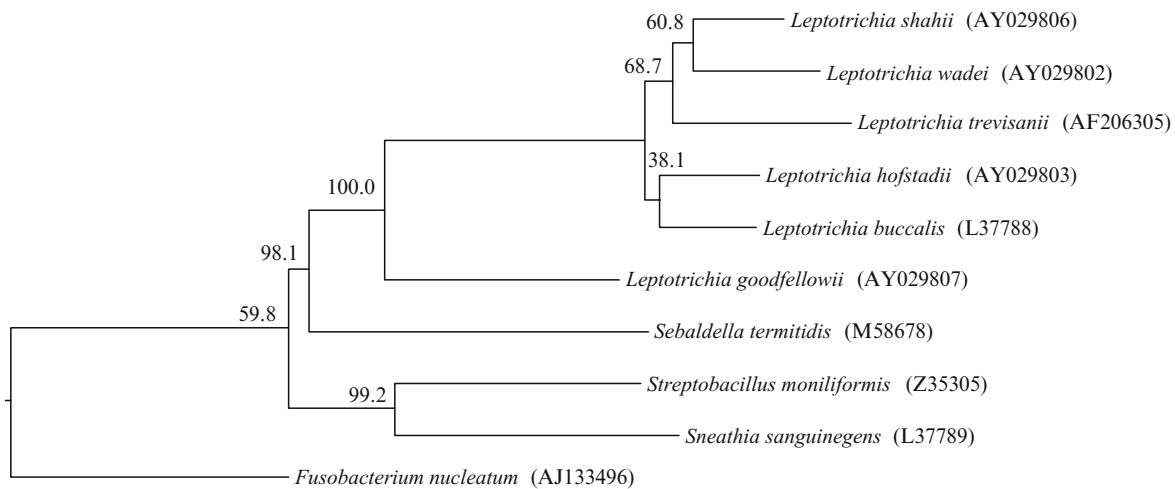 60.8
Leptotrichia shahii (AY029806)
68.7
Leptotrichia wadei (AY029802)
Leptotrichia trevisanii (AF206305)
38.1
Leptotrichia hofstadii (AY029803)
100.0
Leptotrichia buccalis (L37788)
98.1
Leptotrichia goodfellowii (AY029807)
59.8
Sebaldella termitidis (M58678)
Streptobacillus moniliformis (Z35305)
99.2
Sneathia sanguinegens (L37789)
Fusobacterium nucleatum (AJ133496)